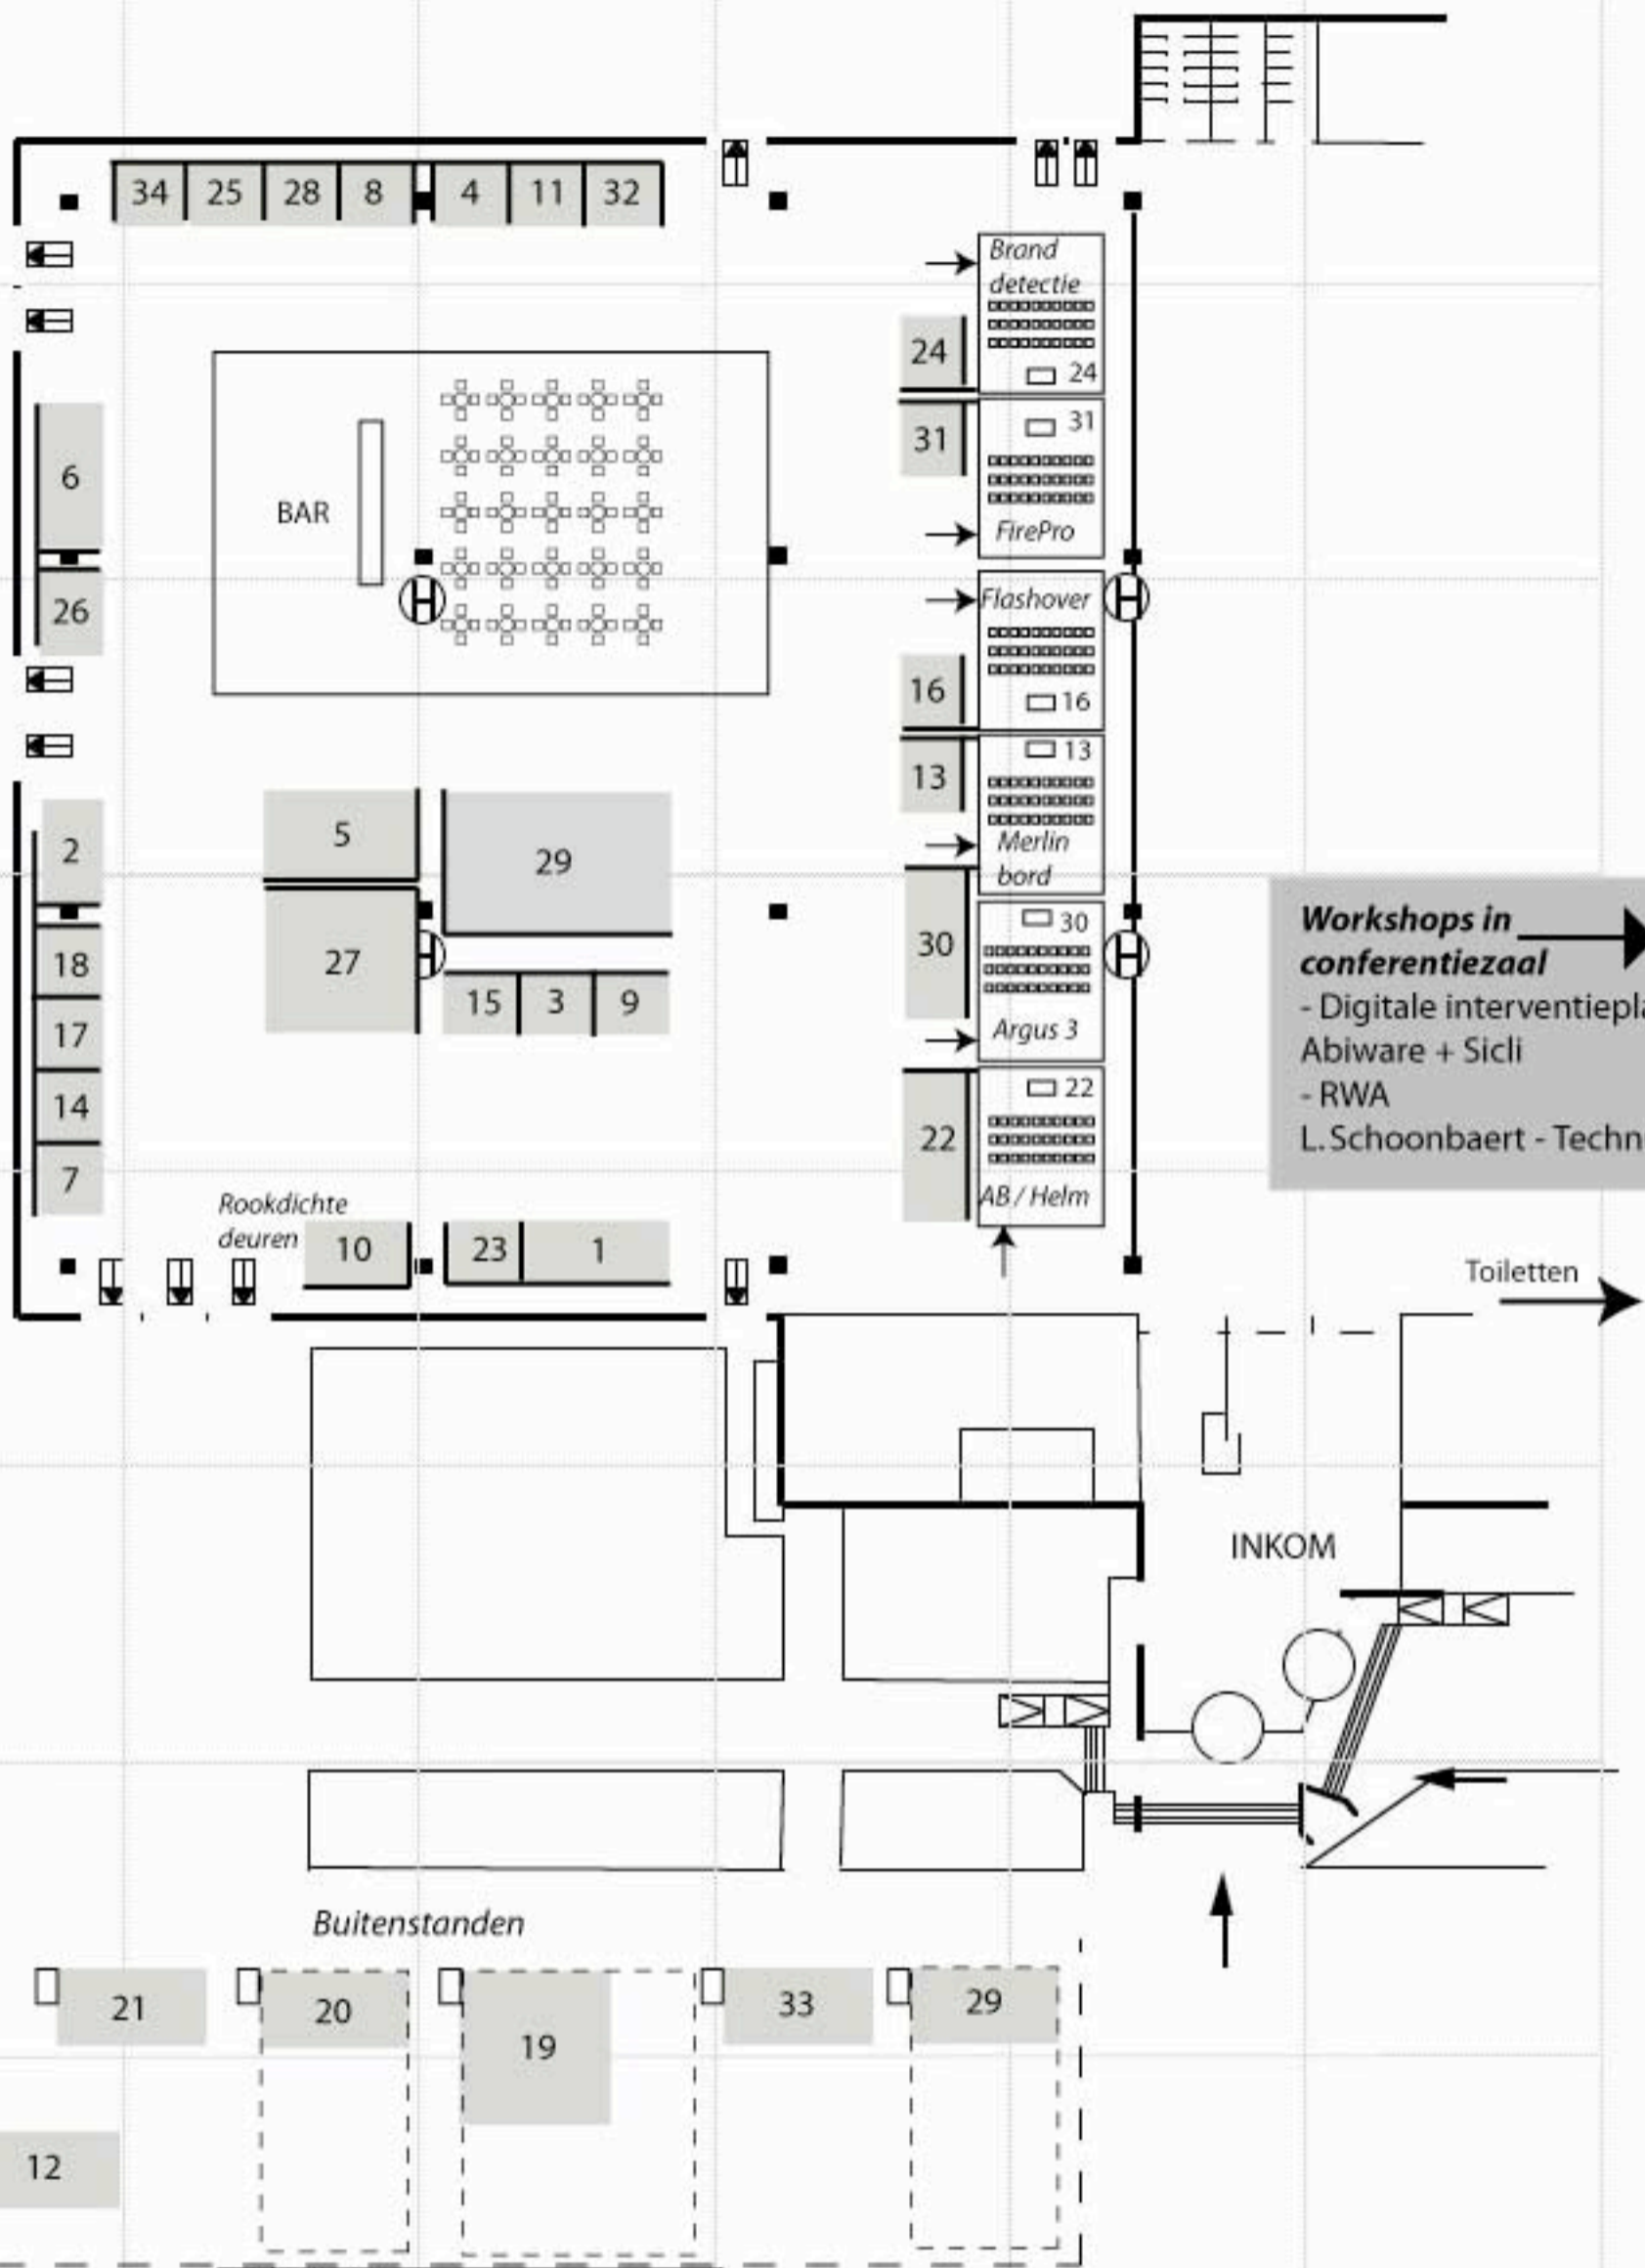 34 25 28 8 4 11 32
Brand
detectie
24
24
31
31
FirePro
6
BAR
26
Flashover
16
16
13
13
Merlin
bord
2
5
29
30
30
18
27
15 3 9
Argus 3
17
14
22
22
7
AB / Helm
Rookdichte
deuren
10
23
1
Workshops in
conferentiezaal
- Digitale interventiepla
Abiware + Sicli
- RWA
L. Schoonbaert - Techn
Toiletten
INKOM
Buitenstanden
21
20
19
33
29
12